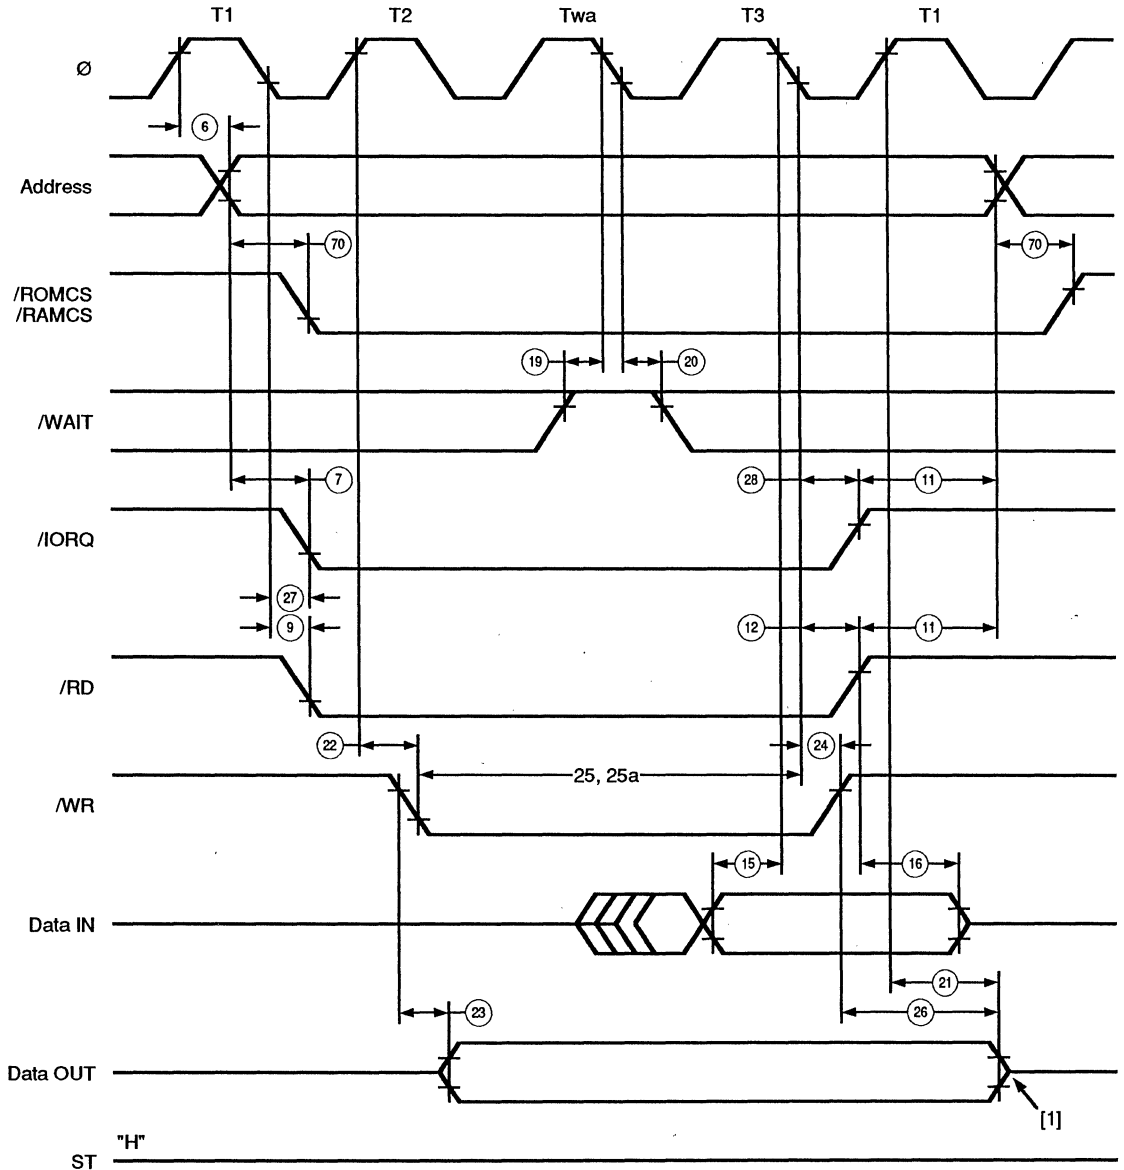 T1 T2 Twa T3 T1
Ø
6
Address
70 70
/ROMCS
/RAMCS
19 20
/WAIT
7 28 11
/IORQ
27
9 12 11
/RD
22 24
25, 25a
/WR
15 16
Data IN
21
23 26
Data OUT
[1]
"H"
ST